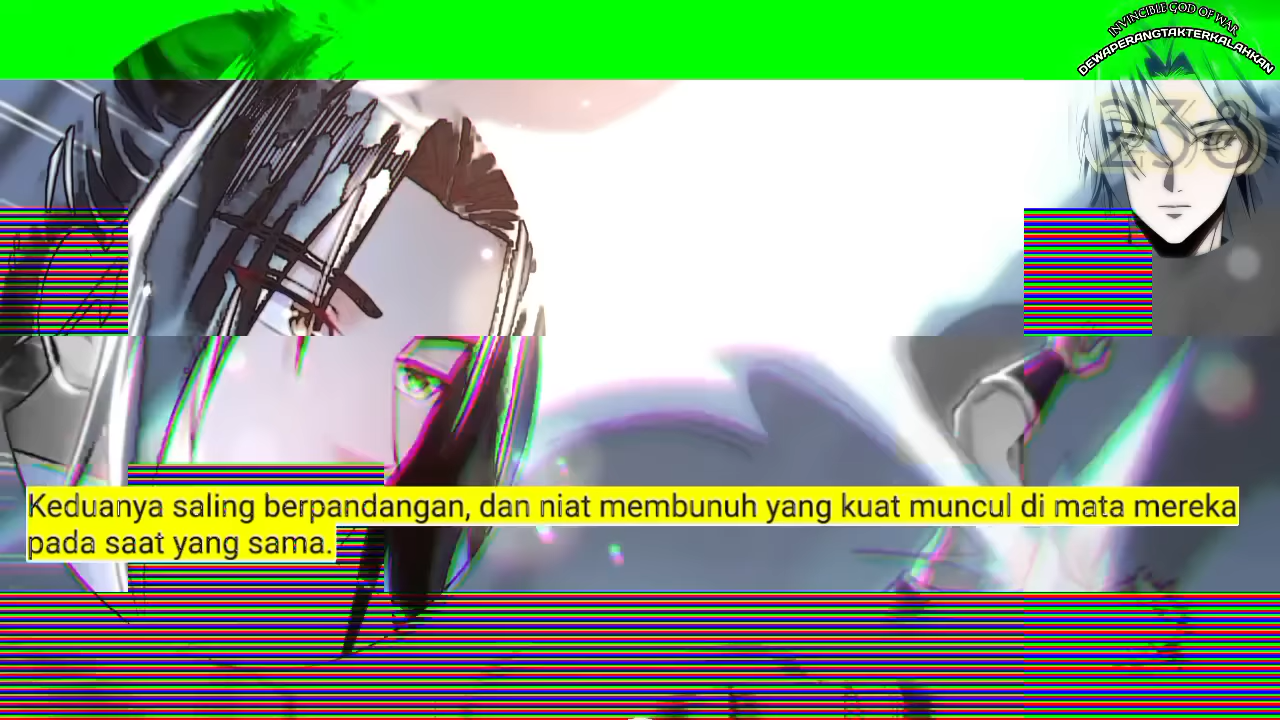 INVINCIBLE GOD OF WAR
DEWAPERANGTAKTERKALAHKAN
238
Keduanya saling berpandangan, dan niat membunuh yang kuat muncul di mata mereka
pada saat yang sama.